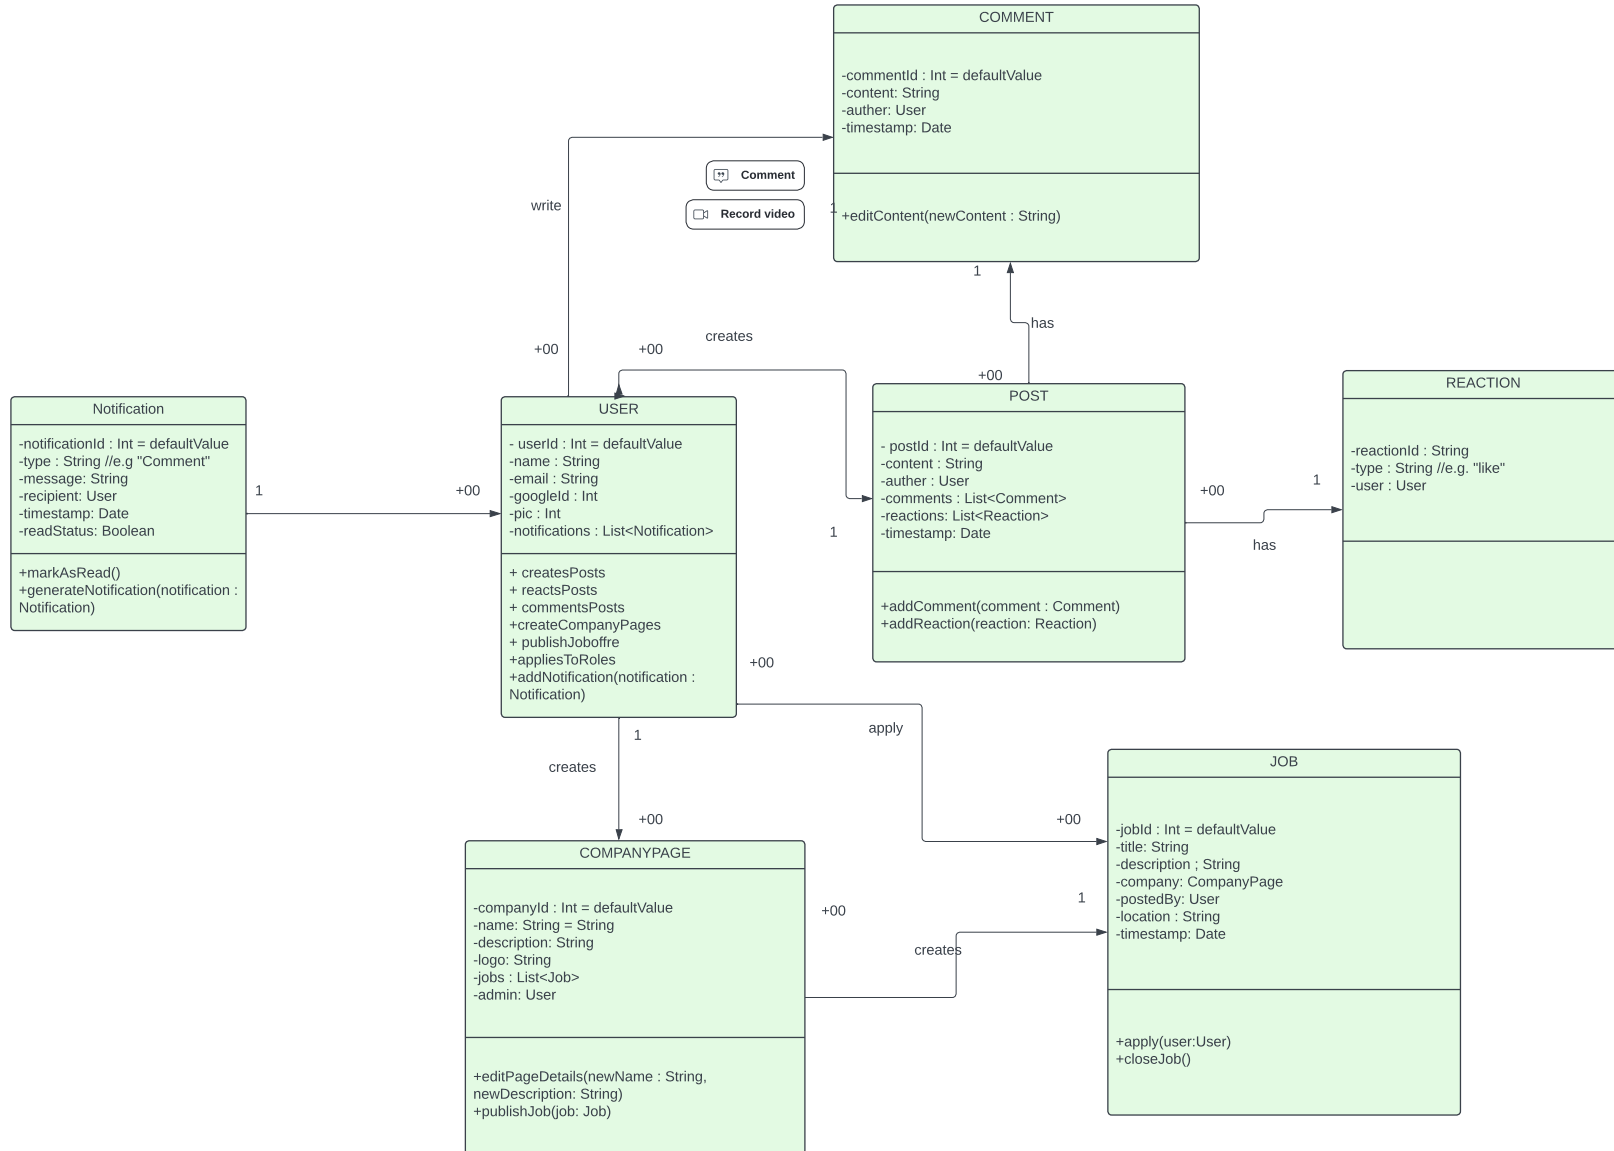 COMMENT
-commentId : Int = defaultValue
-content: String
-auther: User
-timestamp: Date
+editContent(newContent : String)
Comment
Record video
write
1
1
has
+00
+00
+00
creates
+00
1
Notification
-notificationId : Int = defaultValue
-type : String //e.g "Comment"
-message: String
-recipient: User
-timestamp: Date
-readStatus: Boolean
+markAsRead()
+generateNotification(notification :
Notification)
1
+00
USER
- userId : Int = defaultValue
-name : String
-email : String
-googleId : Int
-pic : Int
-notifications : List<Notification>
+ createsPosts
+ reactsPosts
+ commentsPosts
+createCompanyPages
+ publishJoboffre
+appliesToRoles
+addNotification(notification :
Notification)
POST
- postId : Int = defaultValue
-content : String
-auther : User
-comments : List<Comment>
-reactions: List<Reaction>
-timestamp: Date
+addComment(comment : Comment)
+addReaction(reaction: Reaction)
1
has
REACTION
-reactionId : String
-type : String //e.g. "like"
-user : User
+00
apply
+00
1
creates
+00
COMPANYPAGE
-companyId : Int = defaultValue
-name: String = String
-description: String
-logo: String
-jobs : List<Job>
-admin: User
+editPageDetails(newName : String,
newDescription: String)
+publishJob(job: Job)
+00
1
creates
JOB
-jobId : Int = defaultValue
-title: String
-description ; String
-company: CompanyPage
-postedBy: User
-location : String
-timestamp: Date
+apply(user:User)
+closeJob()